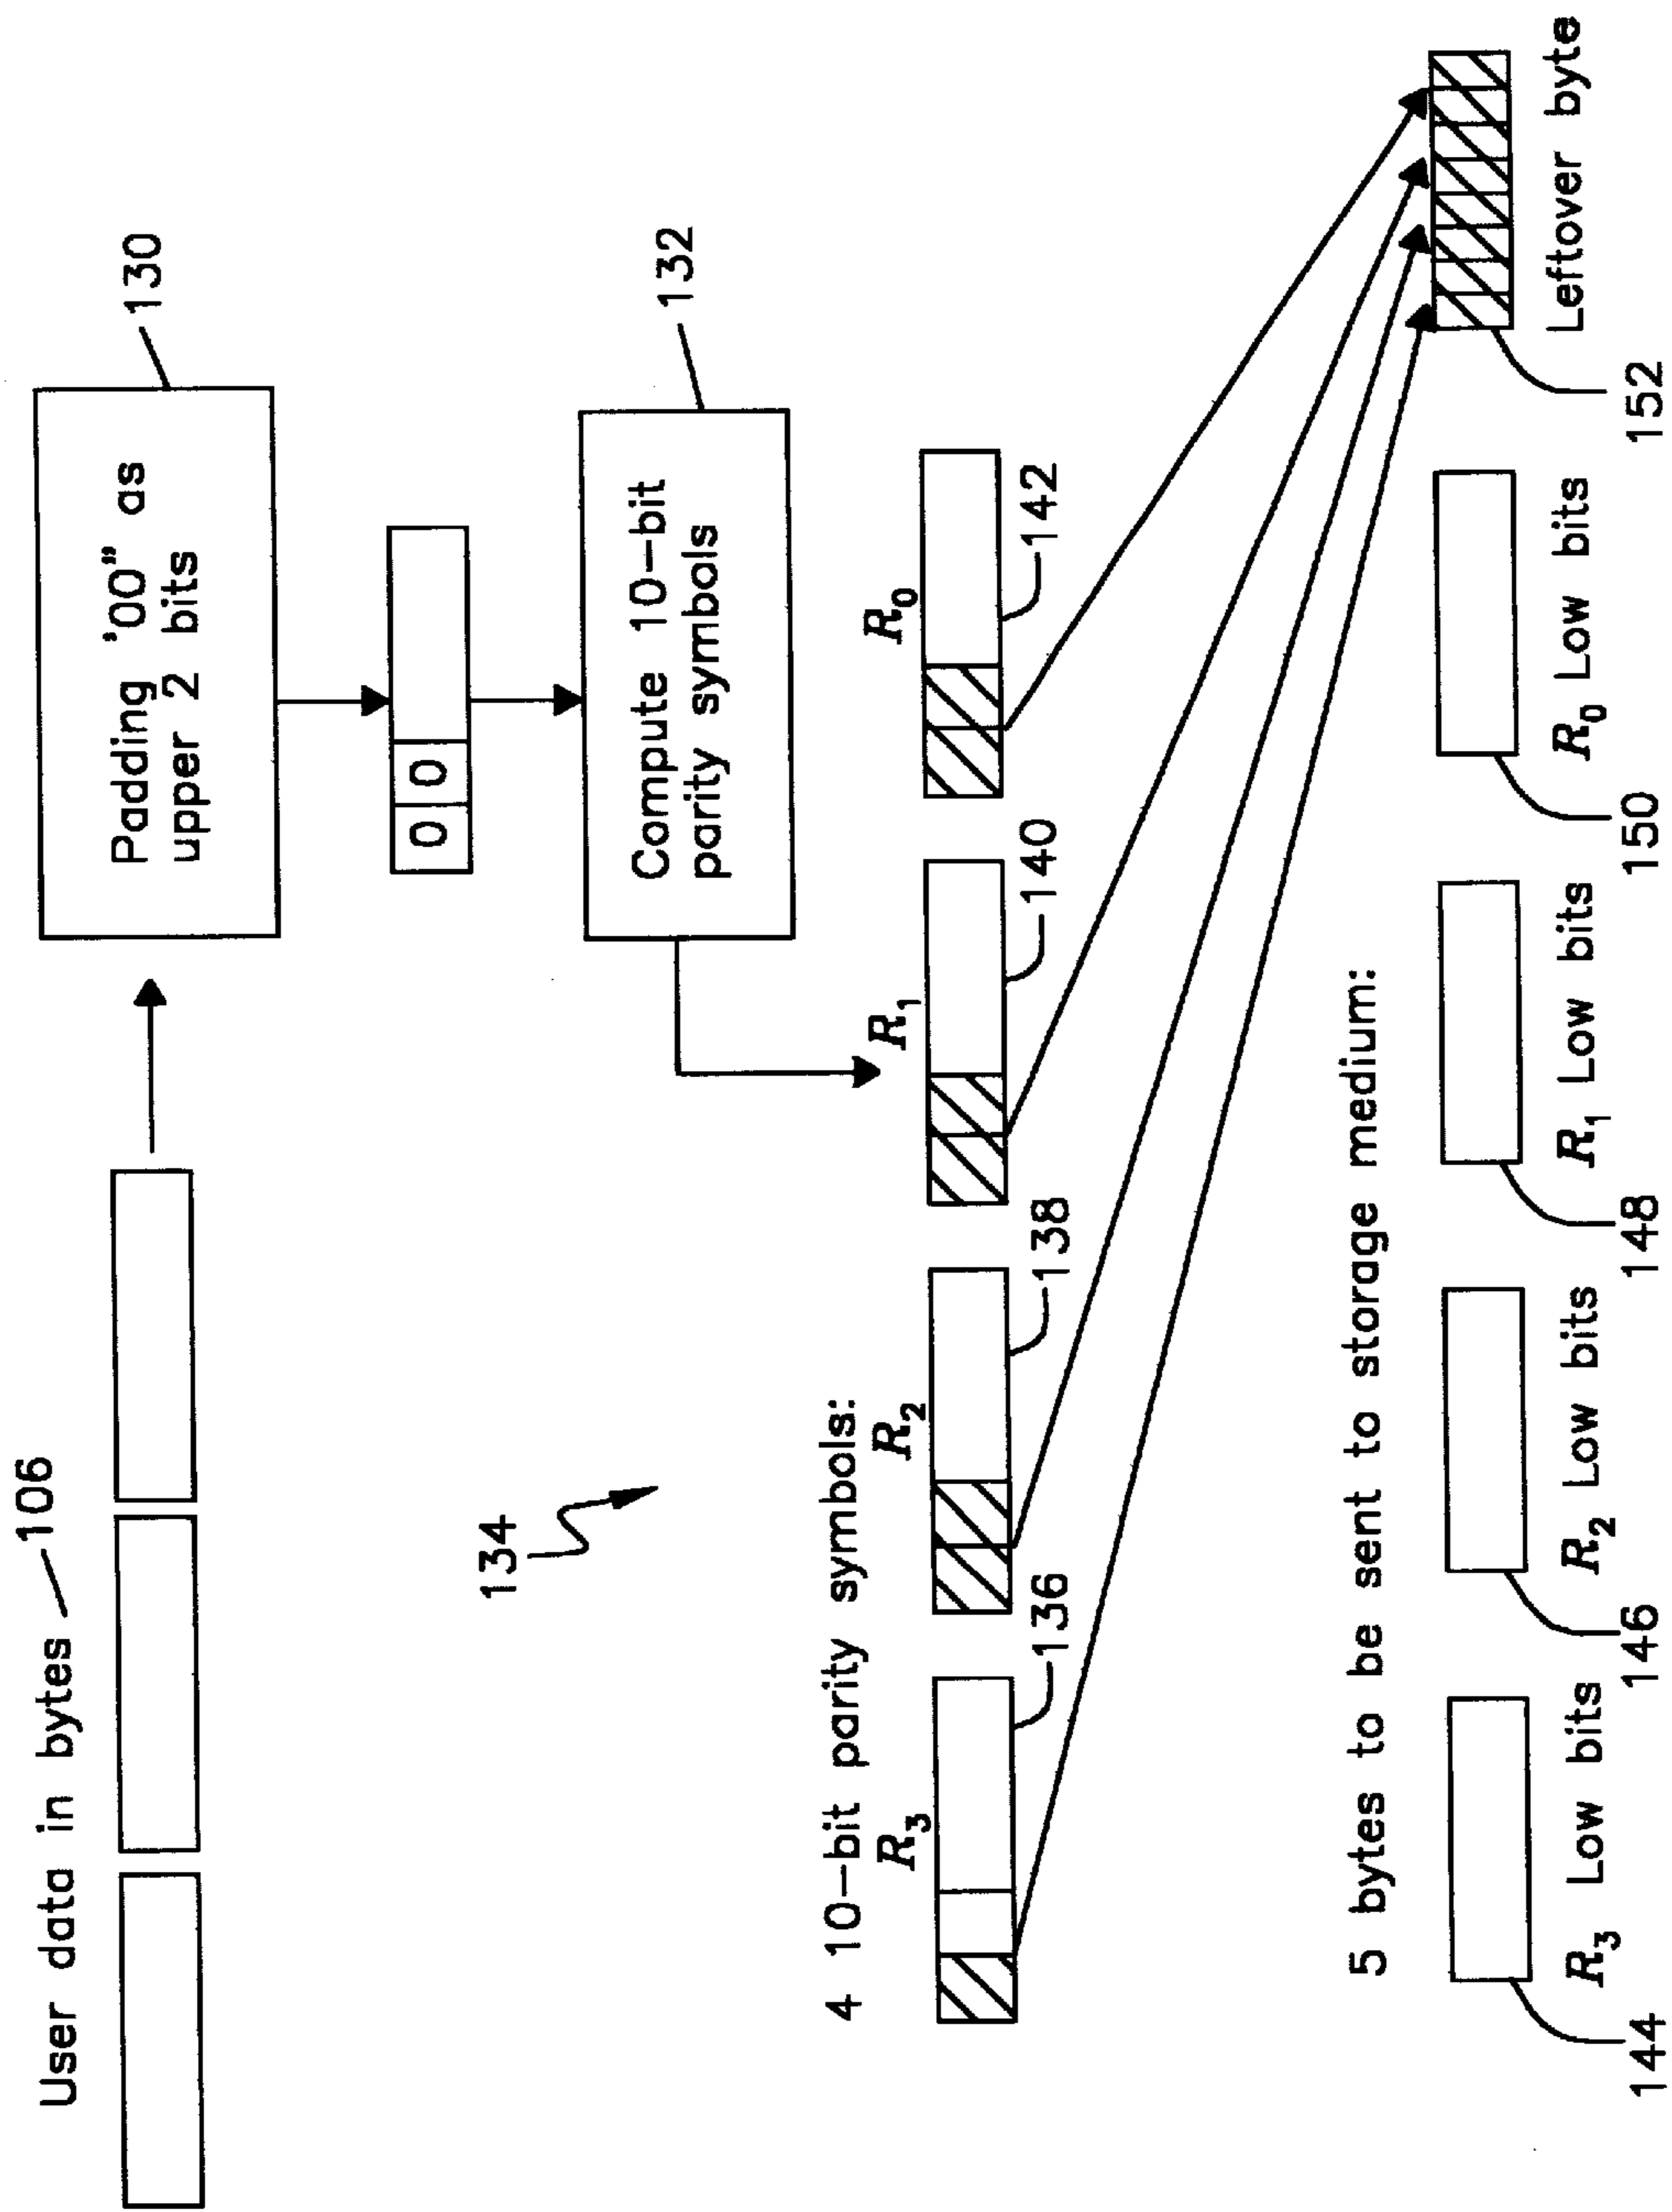 User data in bytes 106
Padding '00" as
upper 2 bits
130
0 0
Compute 10-bit
parity symbols
132
134
4 10-bit parity symbols:
R3
R2
R1
R0
136
138
140
142
5 bytes to be sent to storage medium:
R3 Low bits
R2 Low bits
R1 Low bits
R0 Low bits
Leftover byte
144
146
148
150
152